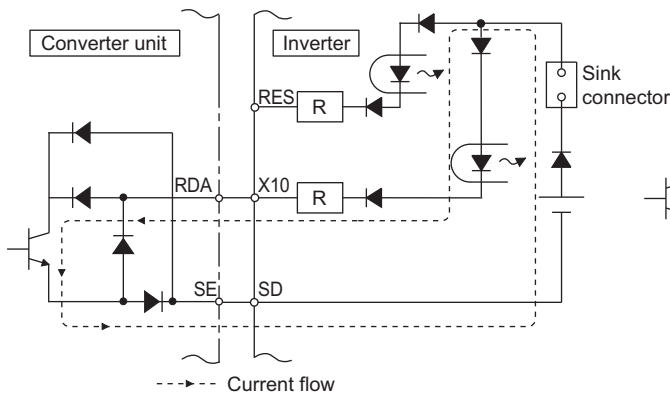 Converter unit
Inverter
RES
R
Sink
connector
RDA
X10
R
SE
SD
Current flow